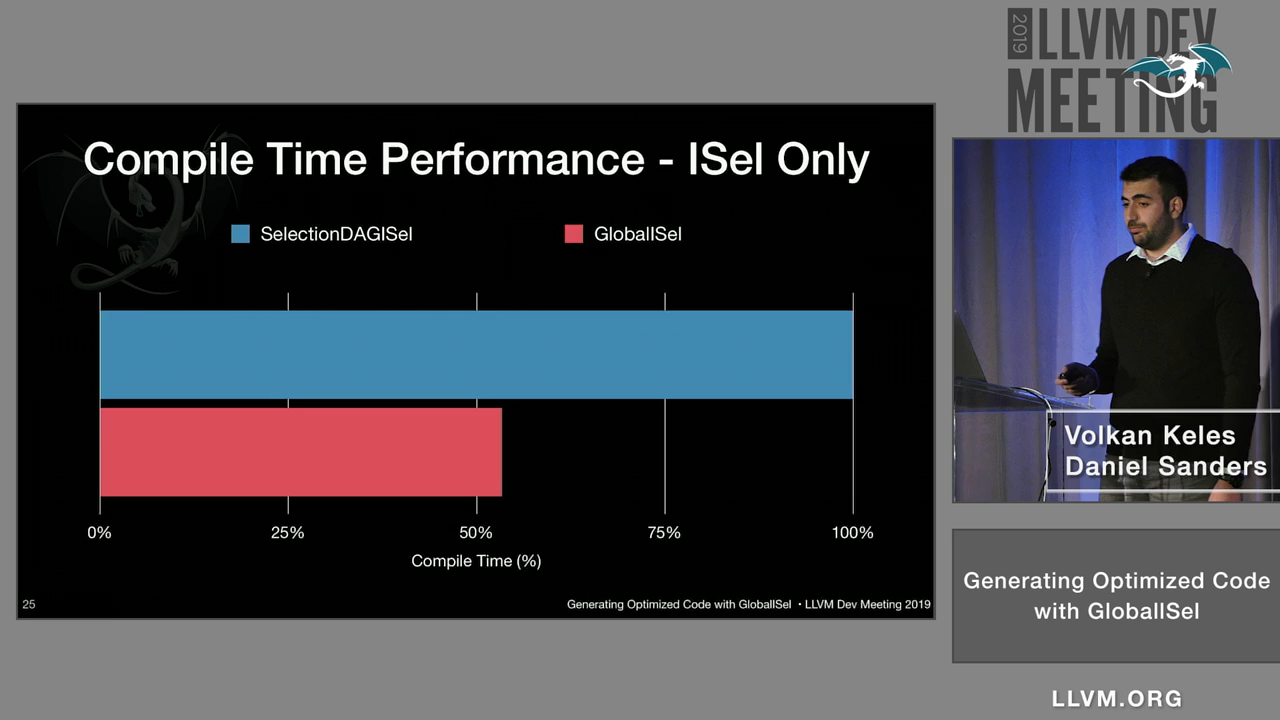 2019 LLVM DEV
MEETING
Compile Time Performance - ISel Only
SelectionDAGISel
GlobalISel
0%
25%
50%
75%
100%
Compile Time (%)
25
Generating Optimized Code with GlobalISel • LLVM Dev Meeting 2019
Volkan Keles
Daniel Sanders
Generating Optimized Code
with GlobalISel
LLVM.ORG